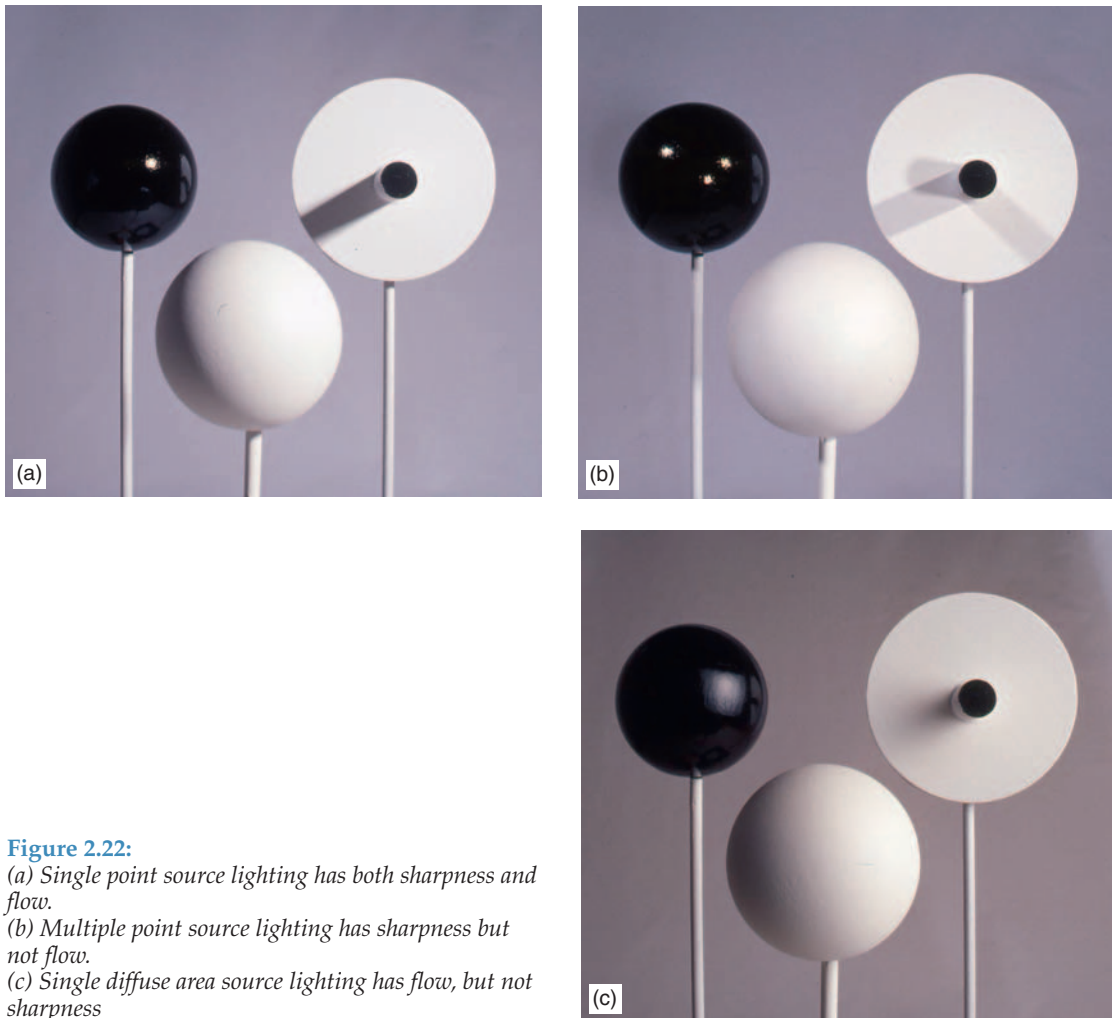 (a)
(b)
Figure 2.22:
(a) Single point source lighting has both sharpness and
flow.
(b) Multiple point source lighting has sharpness but
not flow.
(c) Single diffuse area source lighting has flow, but not
sharpness
(c)